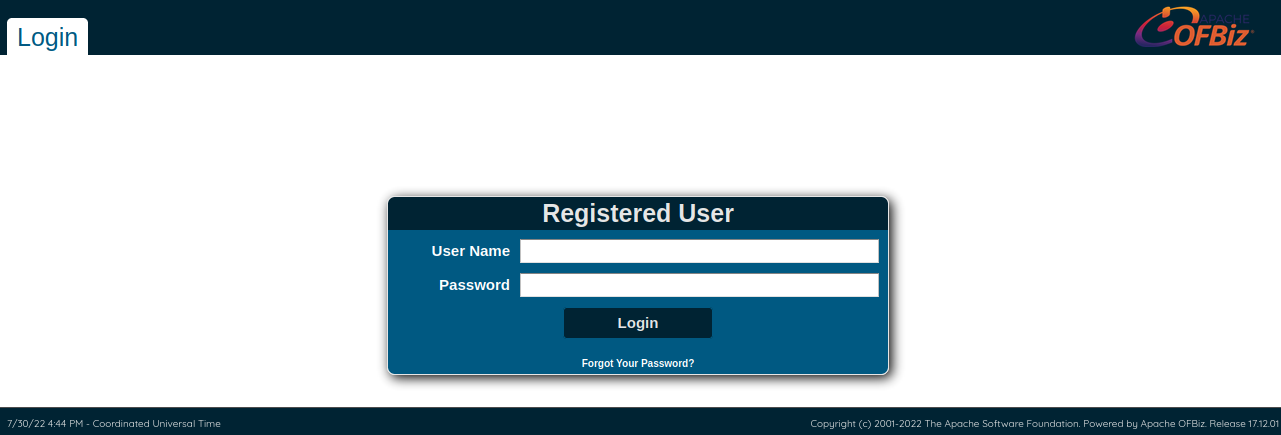 Login
APACHE
OFBiz
Registered User
User Name
Password
Login
Forgot Your Password?
7/30/22 4:44 PM - Coordinated Universal Time
Copyright (c) 2001-2022 The Apache Software Foundation. Powered by Apache OFBiz. Release 17.12.01